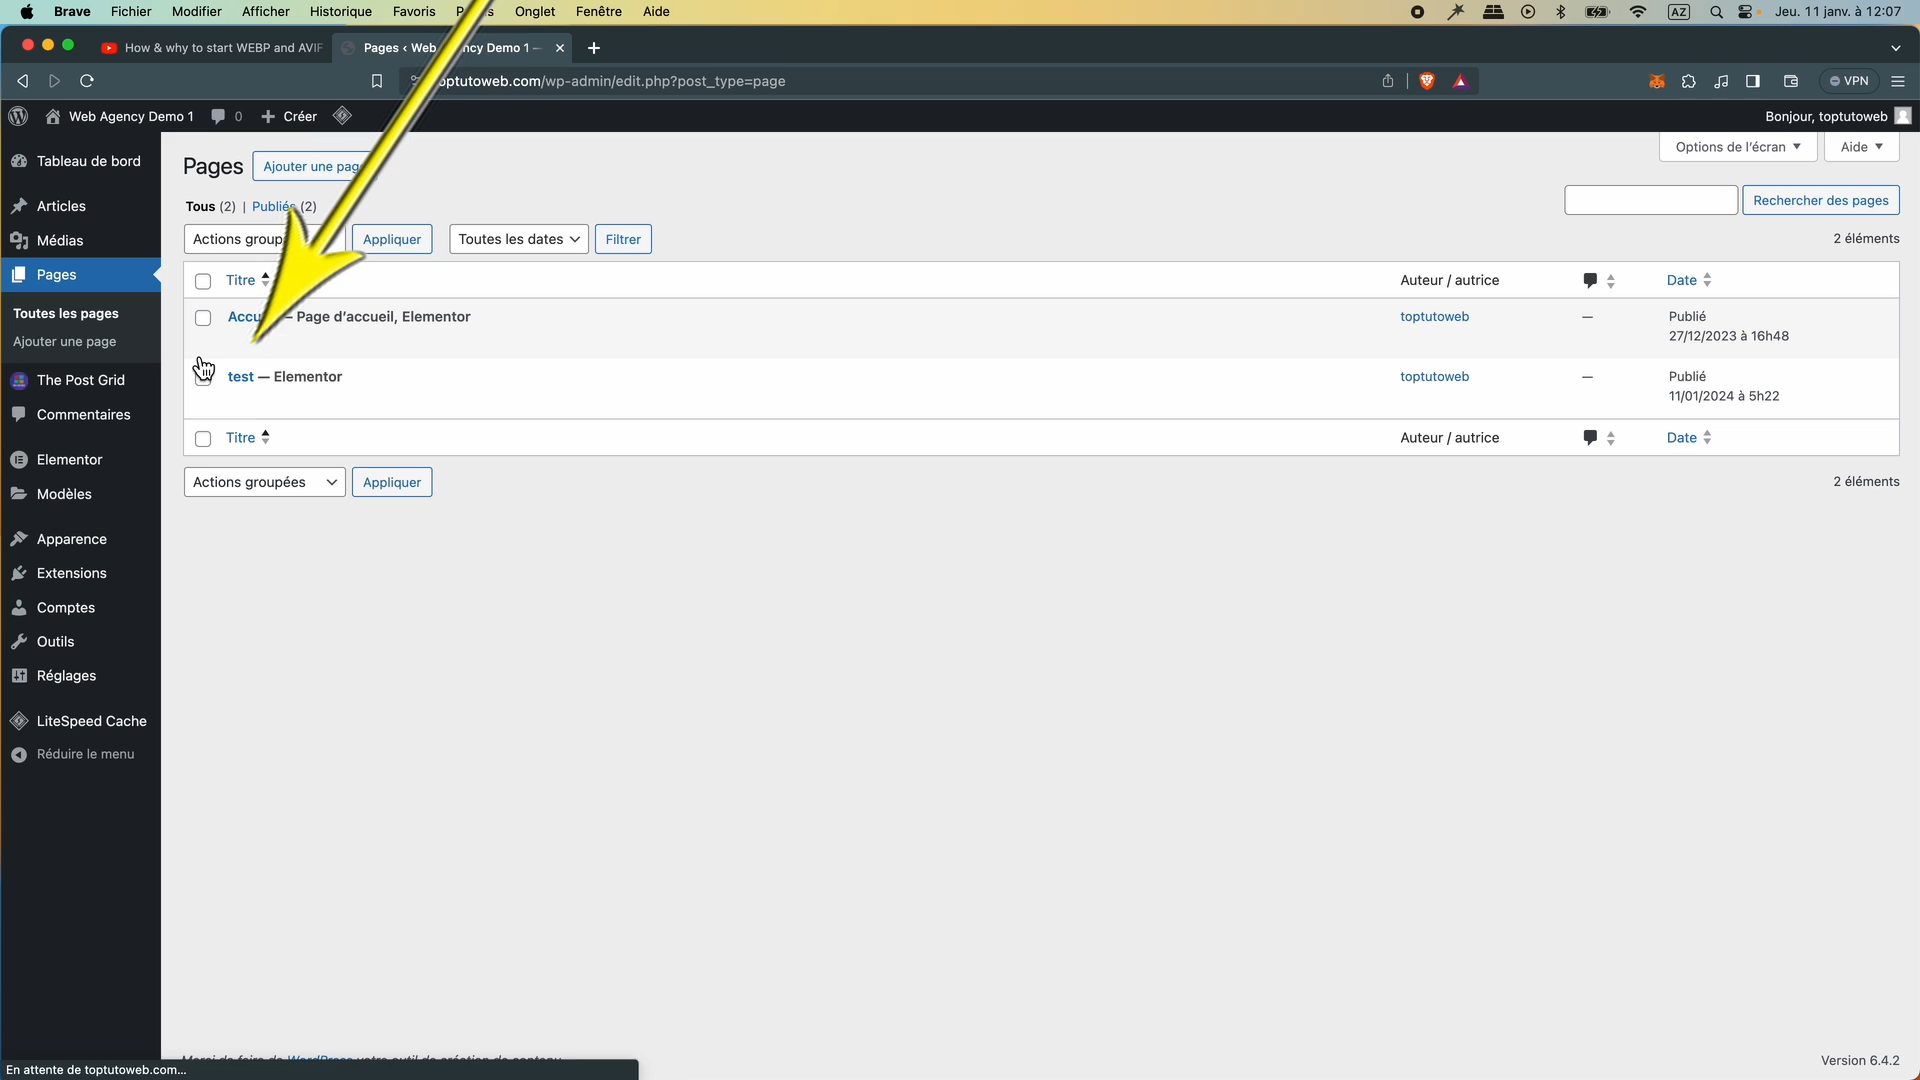 Brave Fichier Modifier Afficher Historique Favoris Onglet Fenêtre Aide
AZ Jeu. 11 janv. à 12:07
How & why to start WEBP and AVIF
Pages ‹ Web Agency Demo 1 –
optutoweb.com/wp-admin/edit.php?post_type=page
VPN
Web Agency Demo 1 0 Créer
Bonjour, toptutoweb
Tableau de bord
Articles
Médias
Pages
Toutes les pages
Ajouter une page
The Post Grid
Commentaires
Elementor
Modèles
Apparence
Extensions
Comptes
Outils
Réglages
LiteSpeed Cache
Réduire le menu
Pages Ajouter une page
Options de l'écran ▼ Aide ▼
Tous (2) | Publiés (2)
Rechercher des pages
Actions group Appliquer Toutes les dates Filtrer
2 éléments
Titre Auteur / autrice Date
Accu – Page d'accueil, Elementor toptutoweb — Publié
27/12/2023 à 16h48
test — Elementor toptutoweb — Publié
11/01/2024 à 5h22
Titre Auteur / autrice Date
Actions groupées Appliquer
2 éléments
Merci de faire de WordPress votre outil de création de contenu.
Version 6.4.2
En attente de toptutoweb.com...